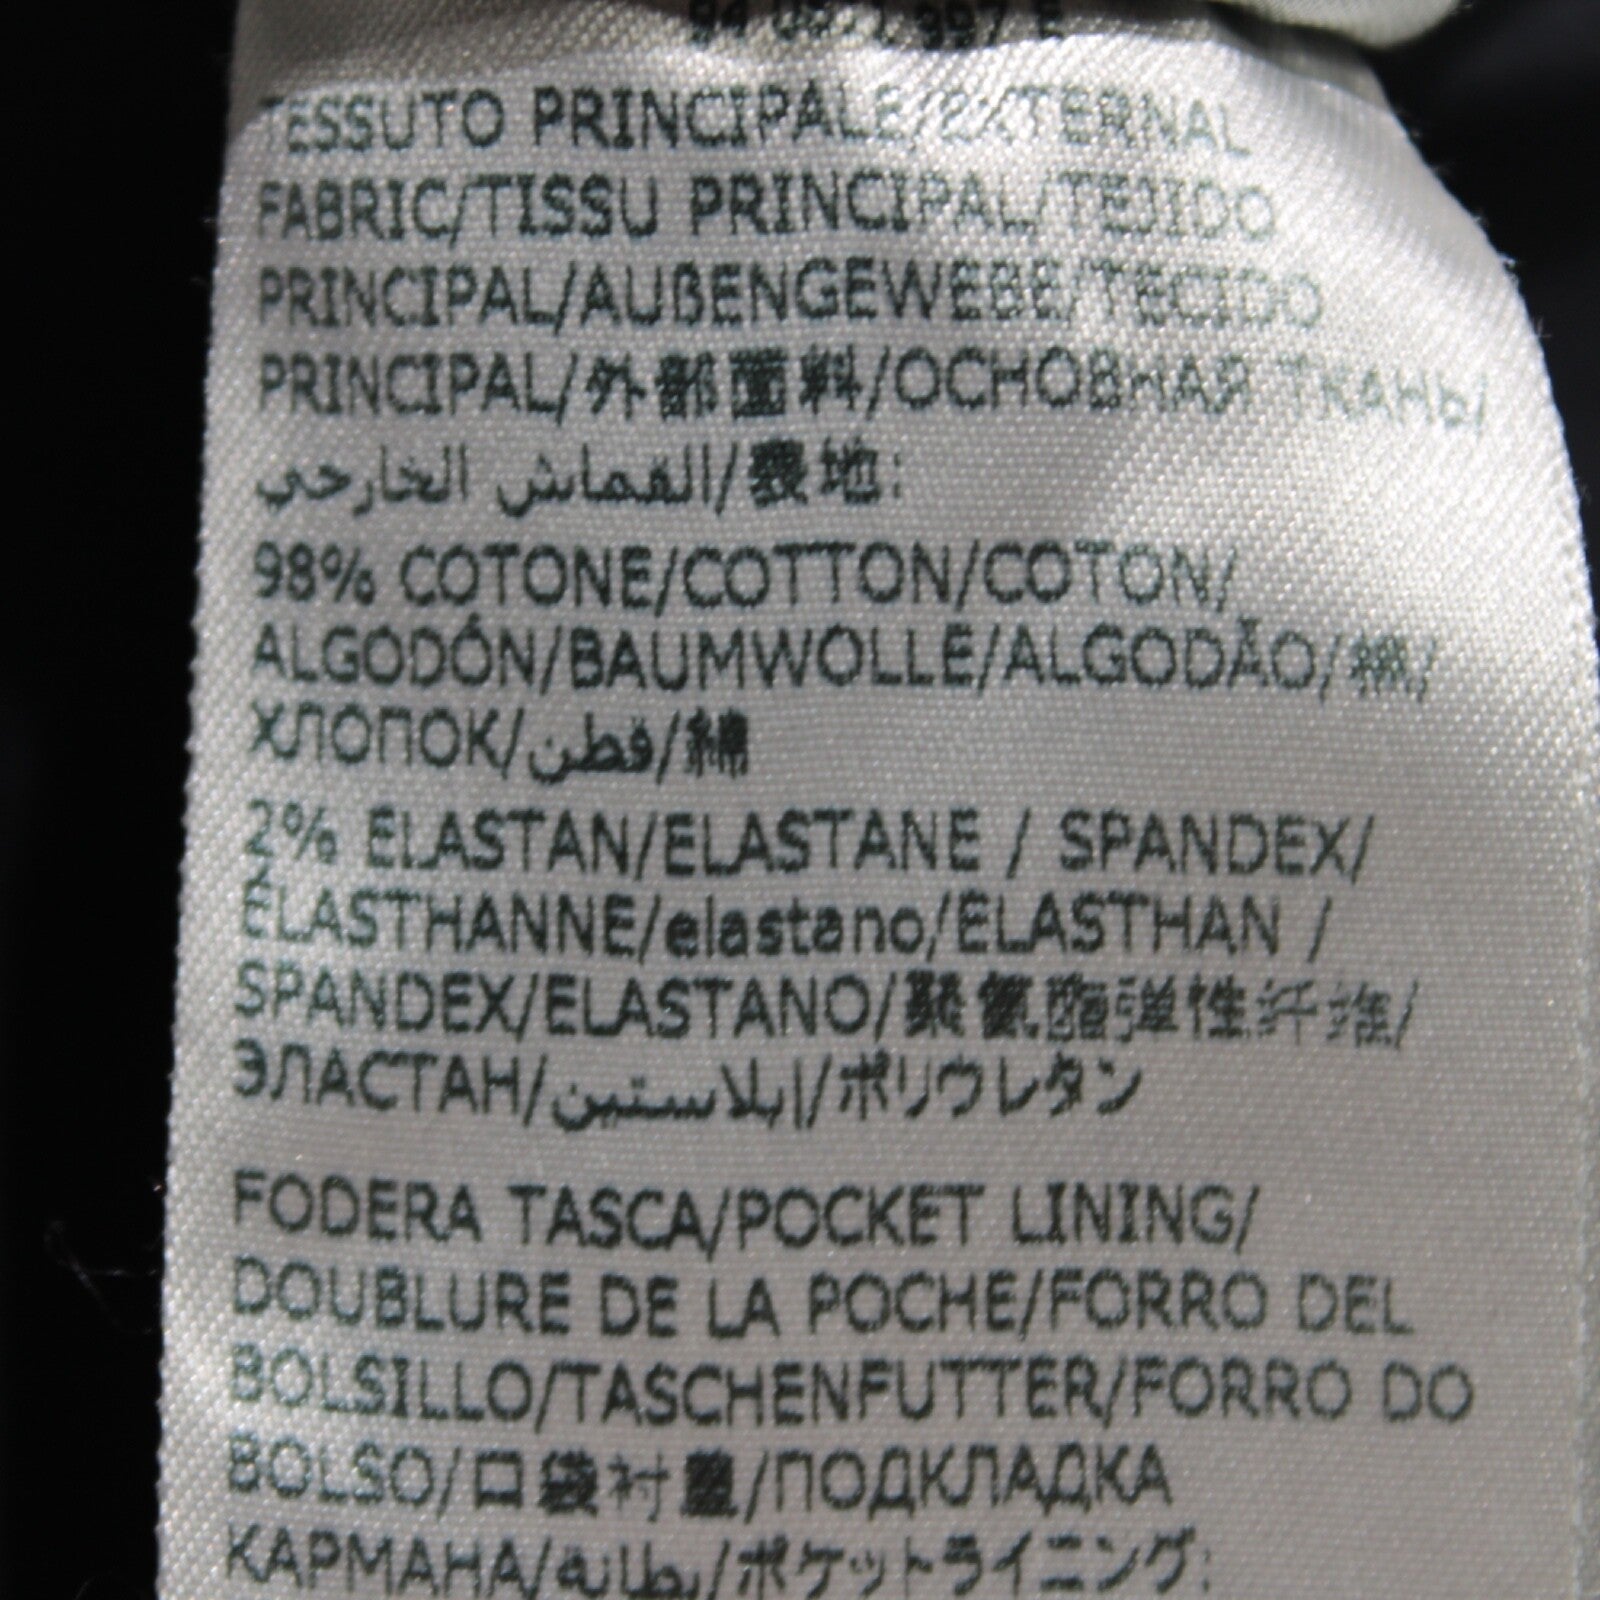 TESSUTO PRINCIPALE/EXTERNAL
FABRIC/TISSU PRINCIPAL/TEJIDO
PRINCIPAL/AUßENGEWEBE/TECIDO
PRINCIPAL/外部面料/ОСНОВНАЯ ТКАНЬ/
القماش الخارجي/表地:
98% COTONE/COTTON/COTON/
ALGODÓN/BAUMWOLLE/ALGODÃO/棉/
ХЛОПОК/قطن/綿
2% ELASTAN/ELASTANE / SPANDEX/
ÉLASTHANNE/elastano/ELASTHAN /
SPANDEX/ELASTANO/聚氨酯弹性纤维/
ЭЛАСТАН/إيلاستين/ポリウレタン
FODERA TASCA/POCKET LINING/
DOUBLURE DE LA POCHE/FORRO DEL
BOLSILLO/TASCHENFUTTER/FORRO DO
BOLSO/口袋衬里/ПОДКЛАДКА
КАРМАНА/بطانة/ポケットライニング: